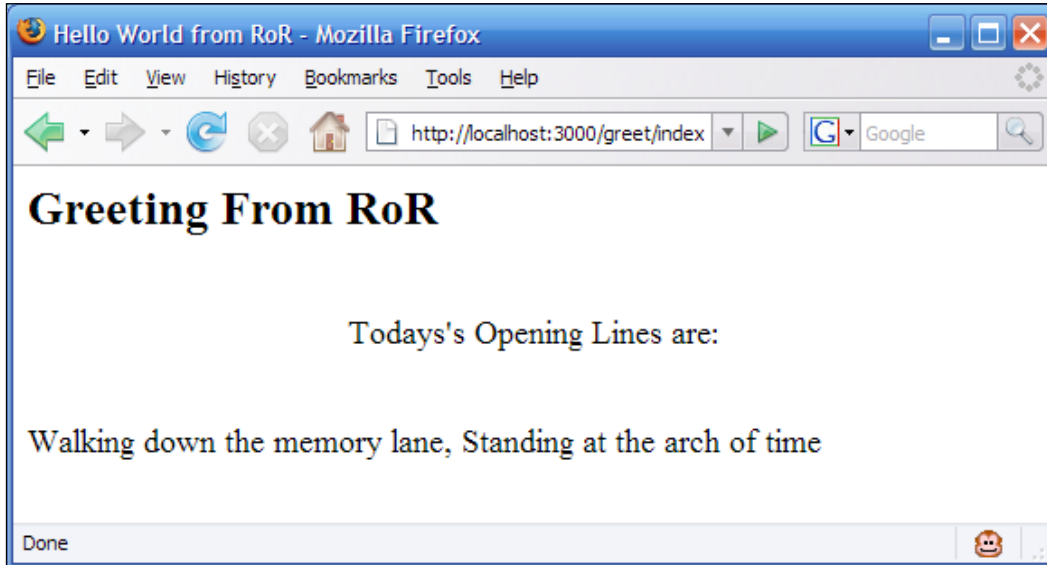 Hello World from RoR - Mozilla Firefox
File Edit View History Bookmarks Tools Help
http://localhost:3000/greet/index G Google
Greeting From RoR
Todays's Opening Lines are:
Walking down the memory lane, Standing at the arch of time
Done